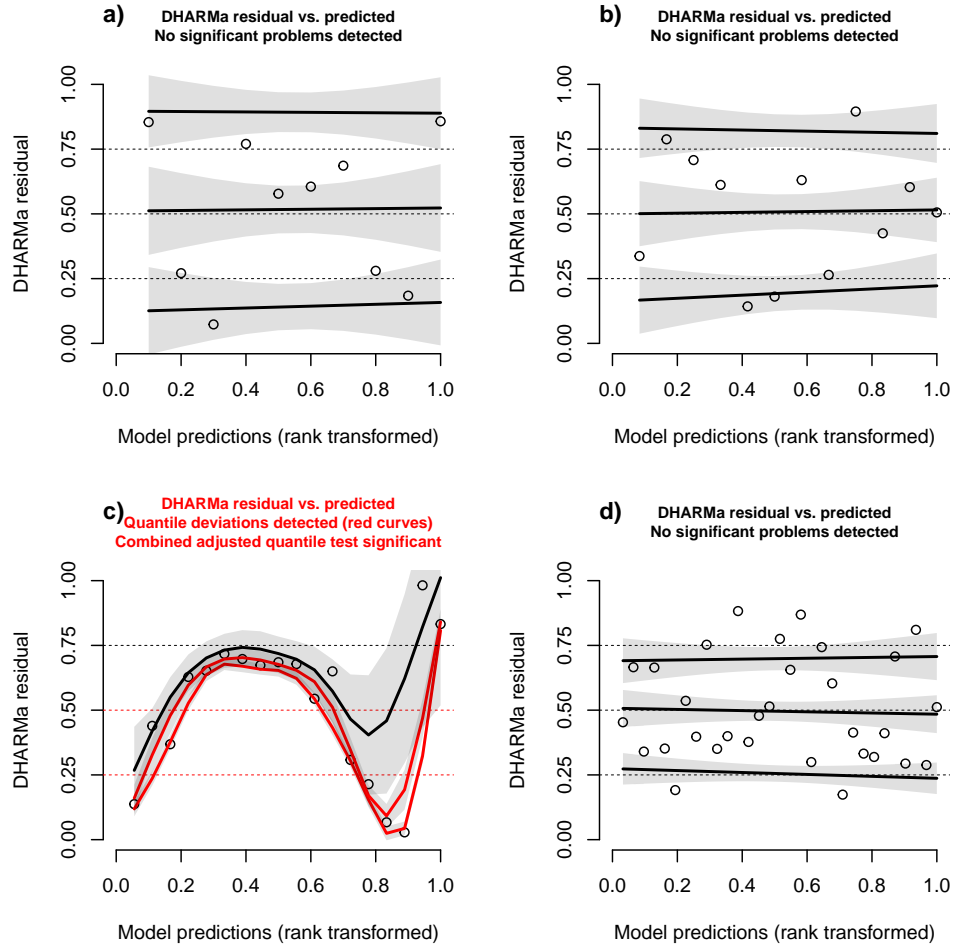 a)
DHARMa residual vs. predicted
No significant problems detected
DHARMa residual
1.00
0.75
0.50
0.25
0.00
0.0 0.2 0.4 0.6 0.8 1.0
Model predictions (rank transformed)
b)
DHARMa residual vs. predicted
No significant problems detected
DHARMa residual
1.00
0.75
0.50
0.25
0.00
0.0 0.2 0.4 0.6 0.8 1.0
Model predictions (rank transformed)
c)
DHARMa residual vs. predicted
Quantile deviations detected (red curves)
Combined adjusted quantile test significant
DHARMa residual
1.00
0.75
0.50
0.25
0.00
0.0 0.2 0.4 0.6 0.8 1.0
Model predictions (rank transformed)
d)
DHARMa residual vs. predicted
No significant problems detected
DHARMa residual
1.00
0.75
0.50
0.25
0.00
0.0 0.2 0.4 0.6 0.8 1.0
Model predictions (rank transformed)